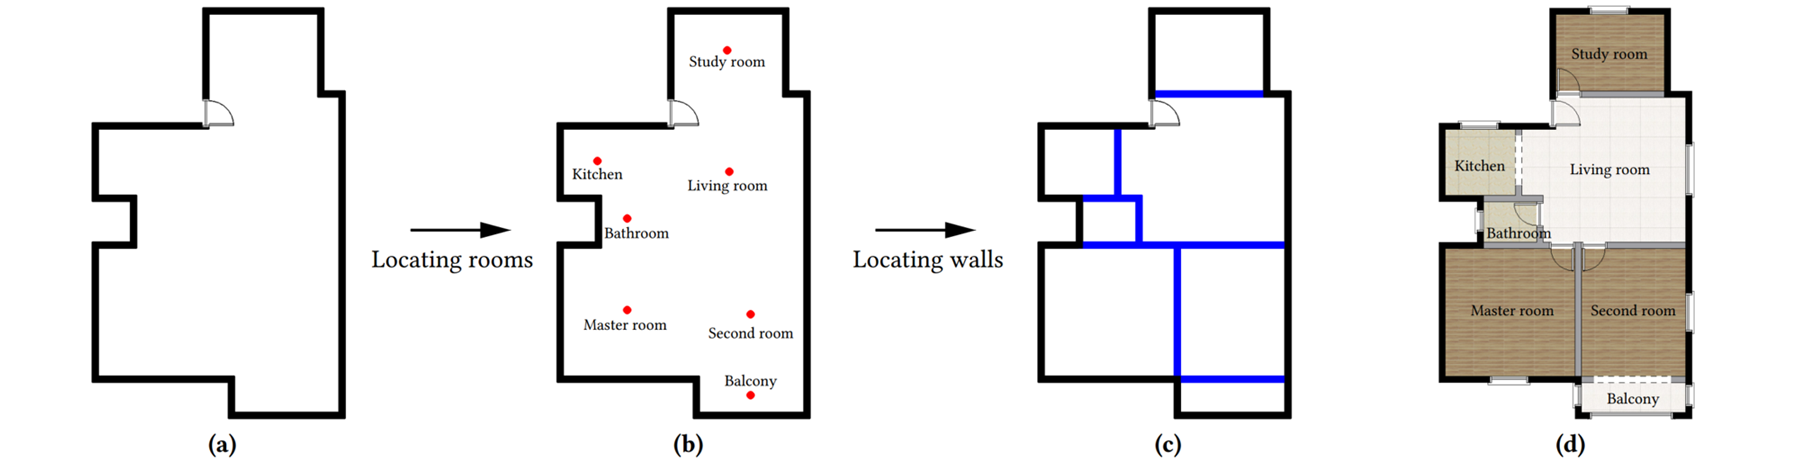 Study room
Kitchen
Living room
Bathroom
Master room
Second room
Balcony
Locating rooms
Locating walls
Study room
Kitchen
Living room
Bathroom
Master room
Second room
Balcony
(a)
(b)
(c)
(d)